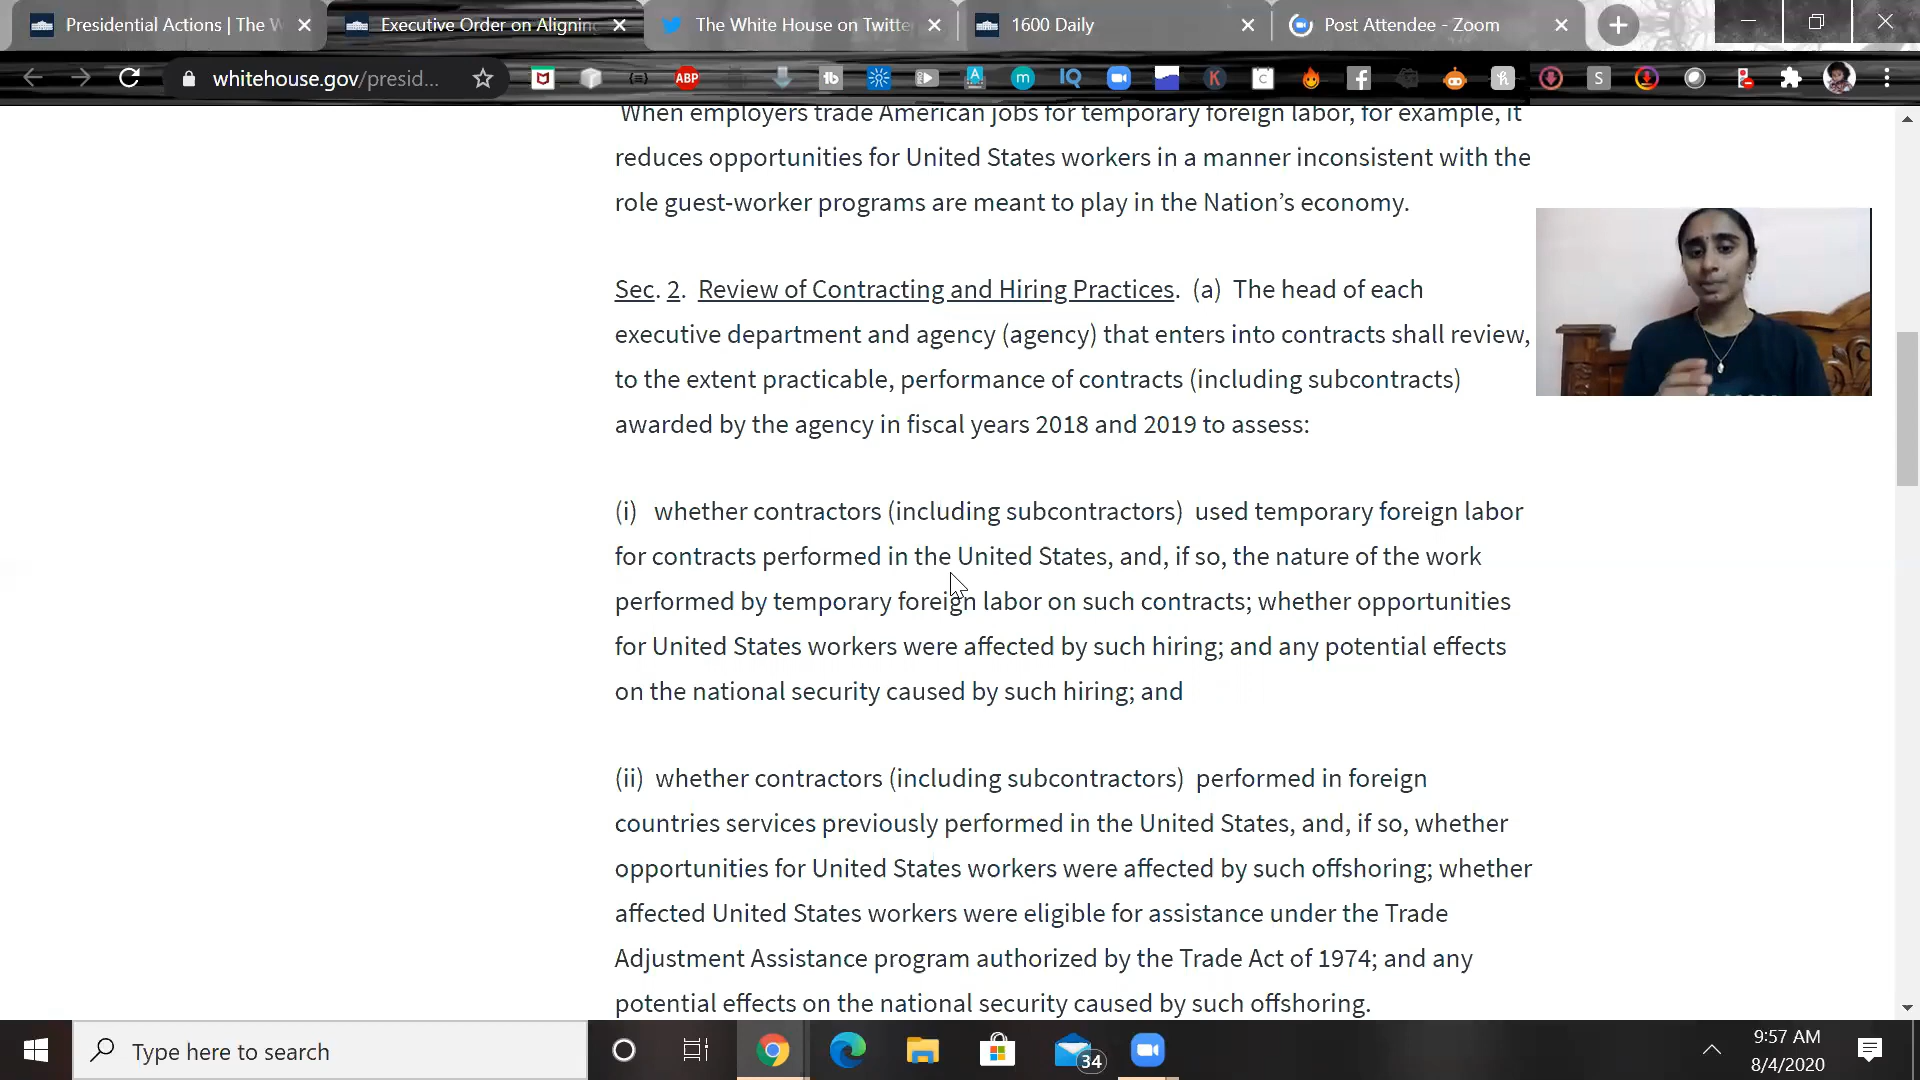 Presidential Actions | The W
Executive Order on Alignin
The White House on Twitte
1600 Daily
Post Attendee - Zoom
whitehouse.gov/presid...
ABP
When employers trade American jobs for temporary foreign labor, for example, it
reduces opportunities for United States workers in a manner inconsistent with the
role guest-worker programs are meant to play in the Nation’s economy.
Sec. 2. Review of Contracting and Hiring Practices. (a) The head of each
executive department and agency (agency) that enters into contracts shall review,
to the extent practicable, performance of contracts (including subcontracts)
awarded by the agency in fiscal years 2018 and 2019 to assess:
(i) whether contractors (including subcontractors) used temporary foreign labor
for contracts performed in the United States, and, if so, the nature of the work
performed by temporary foreign labor on such contracts; whether opportunities
for United States workers were affected by such hiring; and any potential effects
on the national security caused by such hiring; and
(ii) whether contractors (including subcontractors) performed in foreign
countries services previously performed in the United States, and, if so, whether
opportunities for United States workers were affected by such offshoring; whether
affected United States workers were eligible for assistance under the Trade
Adjustment Assistance program authorized by the Trade Act of 1974; and any
potential effects on the national security caused by such offshoring.
Type here to search
34
9:57 AM
8/4/2020